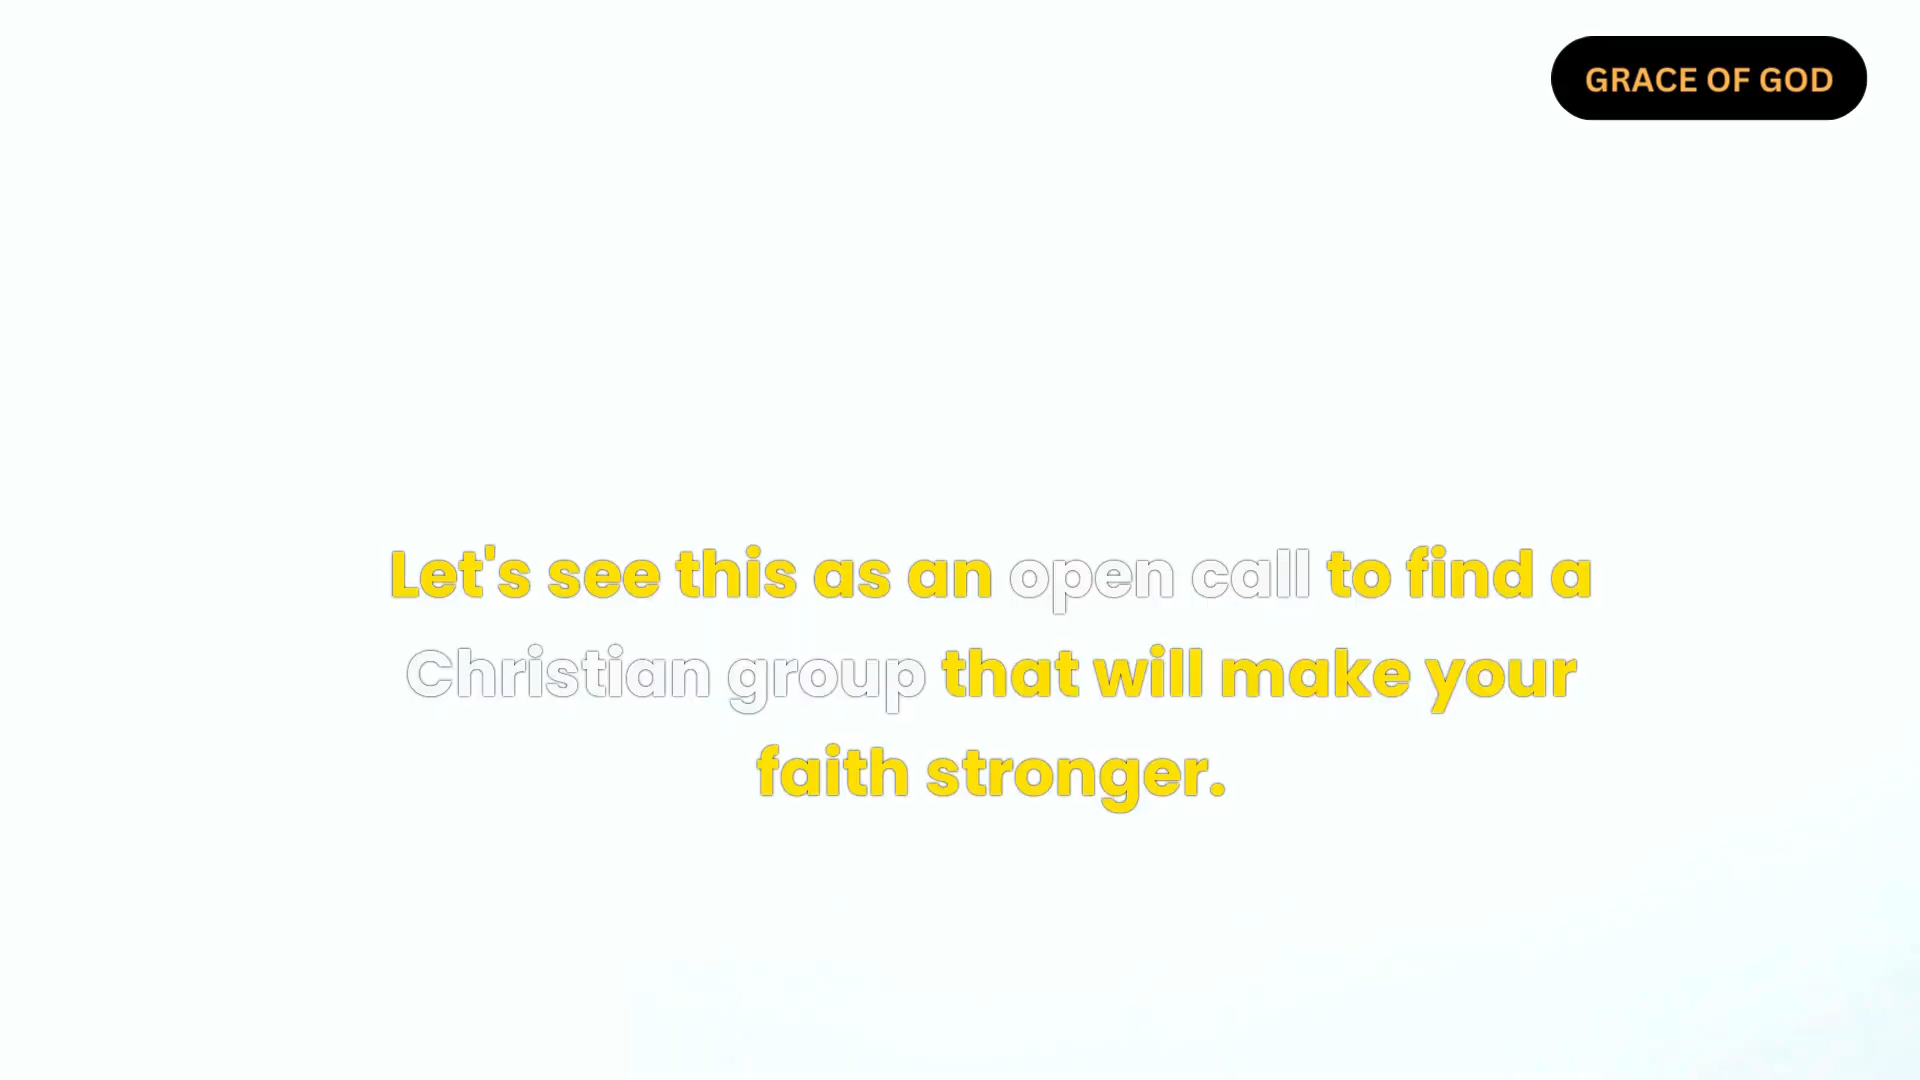 GRACE OF GOD
Let's see this as an open call to find a
Christian group that will make your
faith stronger.